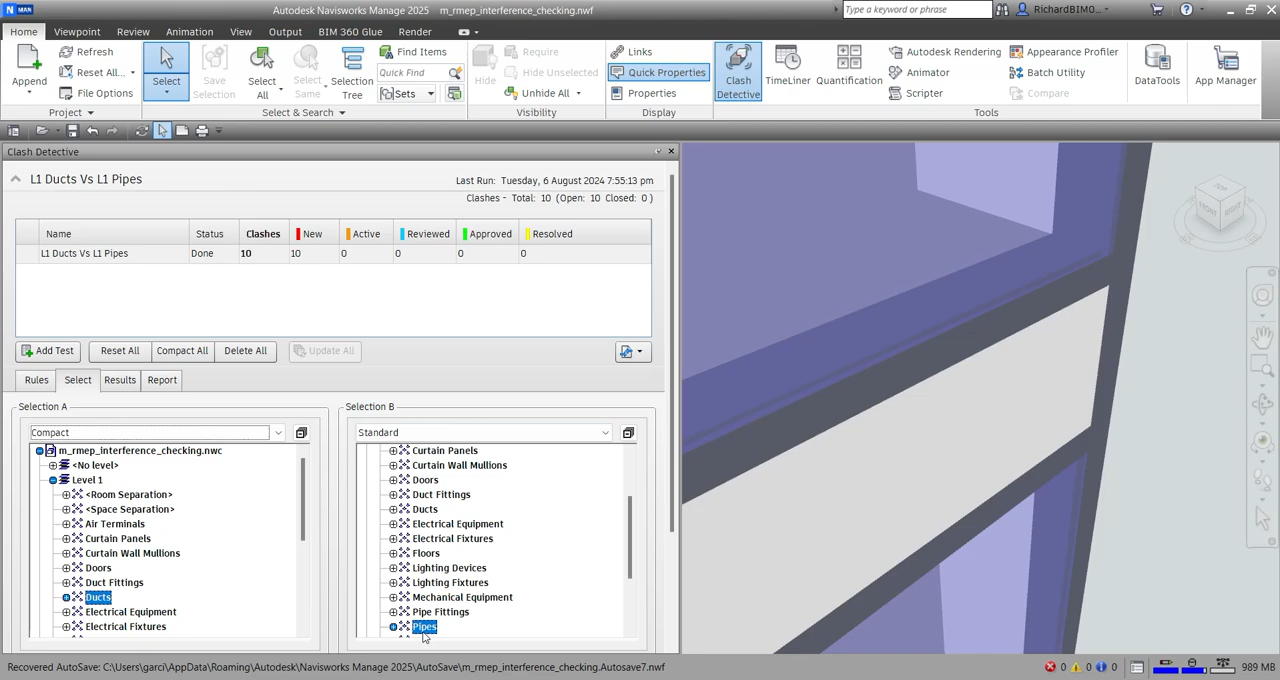 MAN
Autodesk Navisworks Manage 2025 m_rmep_interference_checking.nwf
Type a keyword or phrase
RichardBIM0...
Home Viewpoint Review Animation Output View BIM 360 Glue Render
Append
Refresh
Reset All...
File Options
Project
Select
Save Selection
Select All
Select Same
Selection Tree
Find Items
Quick Find
Sets
Select & Search
Hide
Require
Hide Unselected
Unhide All
Visibility
Links
Quick Properties
Properties
Display
Clash Detective
TimeLiner
Quantification
Autodesk Rendering
Animator
Scripter
Appearance Profiler
Batch Utility
Compare
Tools
DataTools
App Manager
Clash Detective
L1 Ducts Vs L1 Pipes
Last Run: Tuesday, 6 August 2024 7:55:13 pm
Clashes - Total: 10 (Open: 10 Closed: 0 )
Name Status Clashes New Active Reviewed Approved Resolved
L1 Ducts Vs L1 Pipes Done 10 10 0 0 0 0
Add Test Reset All Compact All Delete All Update All
Rules Select Results Report
Selection A
Compact
m_rmep_interference_checking.nwc
<No level>
Level 1
<Room Separation>
<Space Separation>
Air Terminals
Curtain Panels
Curtain Wall Mullions
Doors
Duct Fittings
Ducts
Electrical Equipment
Electrical Fixtures
Selection B
Standard
Curtain Panels
Curtain Wall Mullions
Doors
Duct Fittings
Ducts
Electrical Equipment
Electrical Fixtures
Floors
Lighting Devices
Lighting Fixtures
Mechanical Equipment
Pipe Fittings
Pipes
TOP
FRONT
RIGHT
Recovered AutoSave: C:\Users\garci\AppData\Roaming\Autodesk\Navisworks Manage 2025\AutoSave\m_rmep_interference_checking.Autosave7.nwf
0 0 0
989 MB